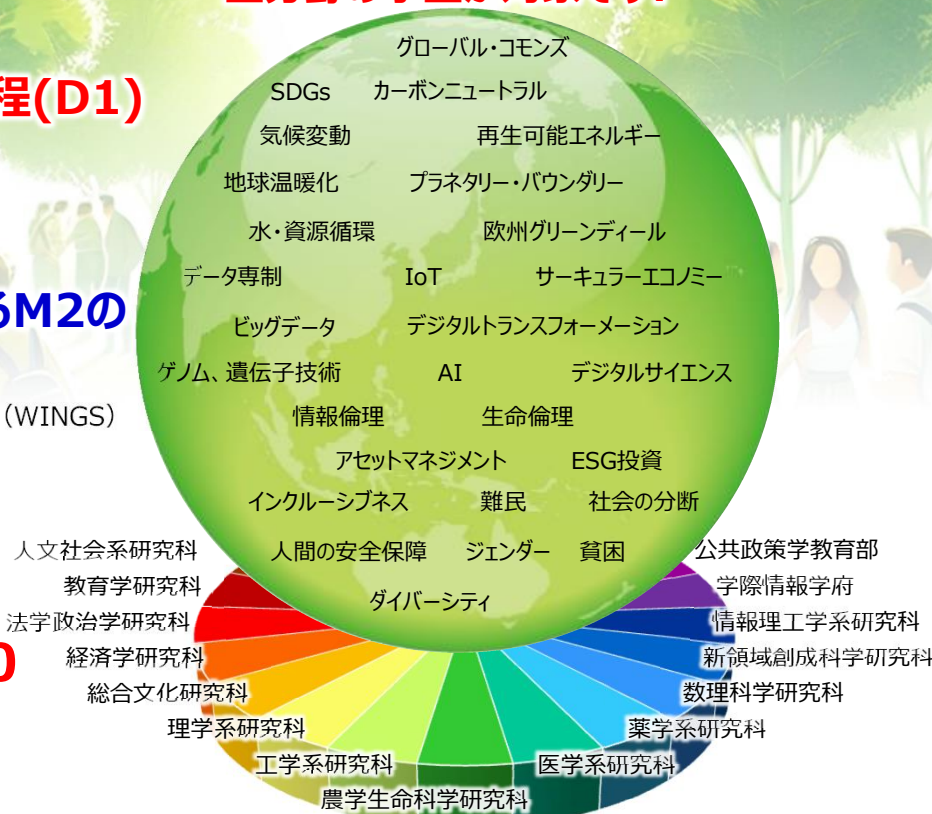 グローバル・コモンズ
程(D1)
SDGs カーボンニュートラル
気候変動 再生可能エネルギー
地球温暖化 プラネタリー・バウンダリー
水・資源循環 欧州グリーンディール
データ専制 IoT サーキュラーエコノミー
るM2の
ビッグデータ デジタルトランスフォーメーション
ゲノム、遺伝子技術 AI デジタルサイエンス
(WINGS)
情報倫理 生命倫理
アセットマネジメント ESG投資
インクルーシブネス 難民 社会の分断
人間の安全保障 ジェンダー 貧困
ダイバーシティ
人文社会系研究科
教育学研究科
法学政治学研究科
0
経済学研究科
総合文化研究科
理学系研究科
工学系研究科
農学生命科学研究科
医学系研究科
薬学系研究科
数理科学研究科
新領域創成科学研究科
情報理工学系研究科
学際情報学府
公共政策学教育部